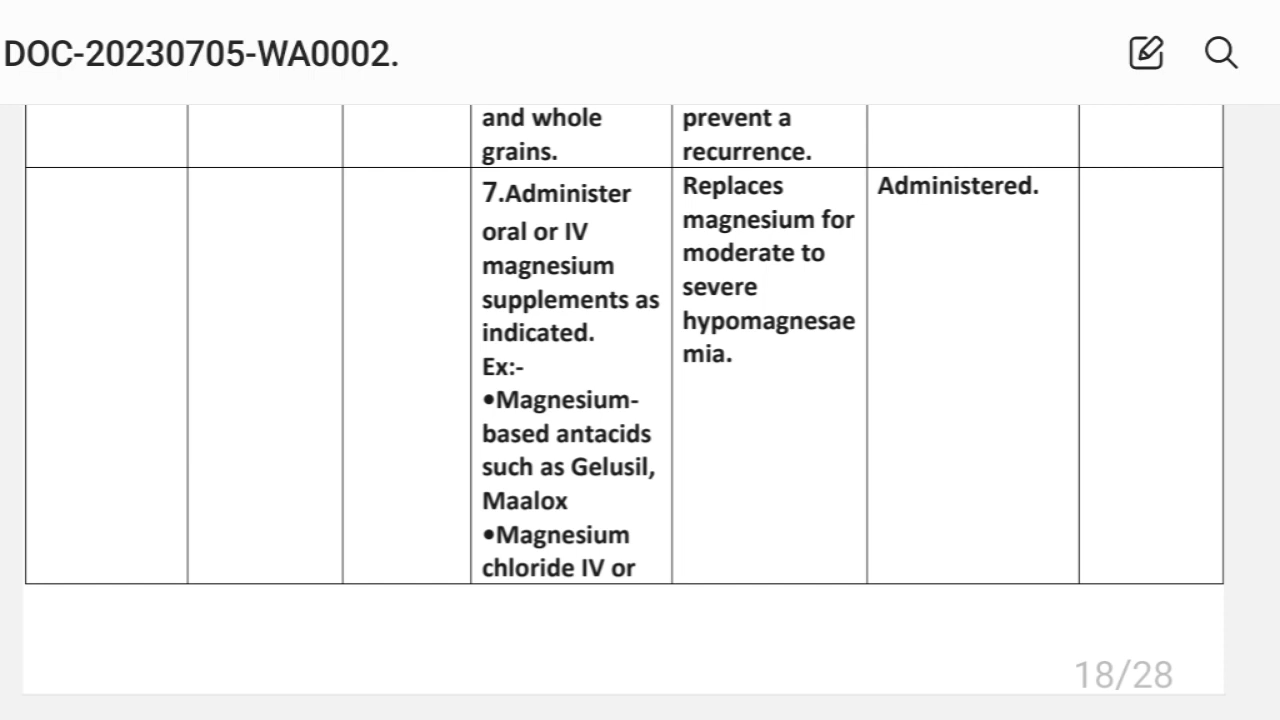 DOC-20230705-WA0002.
and whole
grains.
prevent a
recurrence.
7.Administer
oral or IV
magnesium
supplements as
indicated.
Ex:-
•Magnesium-
based antacids
such as Gelusil,
Maalox
•Magnesium
chloride IV or
Replaces
magnesium for
moderate to
severe
hypomagnesae
mia.
Administered.
18/28